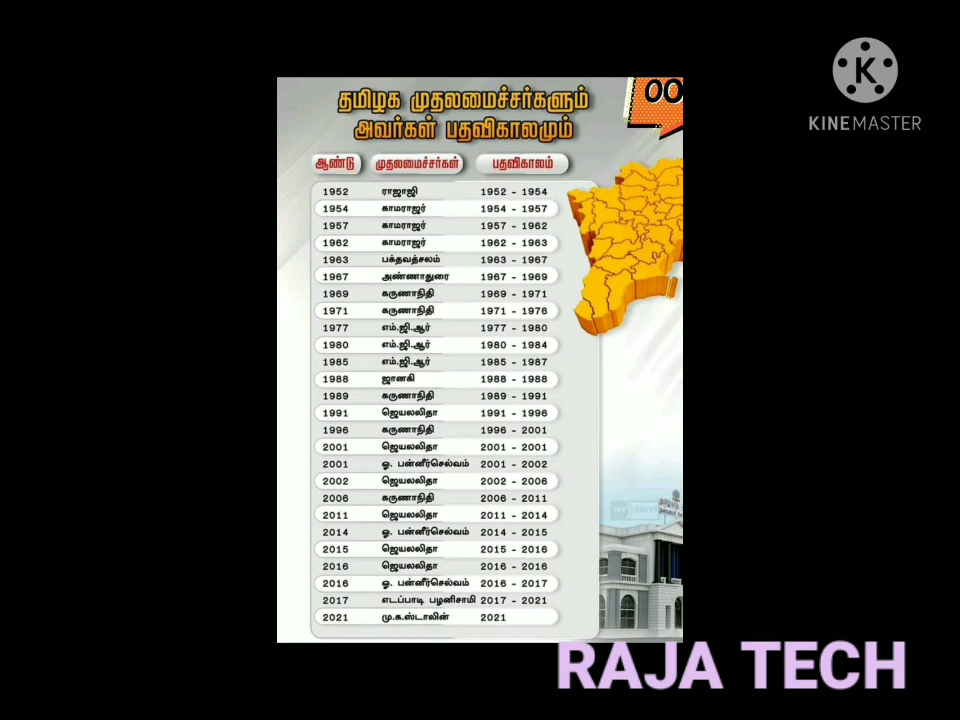 KINEMASTER
தமிழக முதலமைச்சர்களும்
அவர்கள் பதவிகாலமும்
ஆண்டு முதலமைச்சர்கள் பதவிகாலம்
1952 ராஜாஜி 1952 - 1954
1954 காமராஜர் 1954 - 1957
1957 காமராஜர் 1957 - 1962
1962 காமராஜர் 1962 - 1963
1963 பக்தவத்சலம் 1963 - 1967
1967 அண்ணாதுரை 1967 - 1969
1969 கருணாநிதி 1969 - 1971
1971 கருணாநிதி 1971 - 1976
1977 எம்.ஜி.ஆர் 1977 - 1980
1980 எம்.ஜி.ஆர் 1980 - 1984
1985 எம்.ஜி.ஆர் 1985 - 1987
1988 ஜானகி 1988 - 1988
1989 கருணாநிதி 1989 - 1991
1991 ஜெயலலிதா 1991 - 1996
1996 கருணாநிதி 1996 - 2001
2001 ஜெயலலிதா 2001 - 2001
2001 ஓ. பன்னீர்செல்வம் 2001 - 2002
2002 ஜெயலலிதா 2002 - 2006
2006 கருணாநிதி 2006 - 2011
2011 ஜெயலலிதா 2011 - 2014
2014 ஓ. பன்னீர்செல்வம் 2014 - 2015
2015 ஜெயலலிதா 2015 - 2016
2016 ஜெயலலிதா 2016 - 2016
2016 ஓ. பன்னீர்செல்வம் 2016 - 2017
2017 எடப்பாடி பழனிசாமி 2017 - 2021
2021 மு.க.ஸ்டாலின் 2021
RAJA TECH